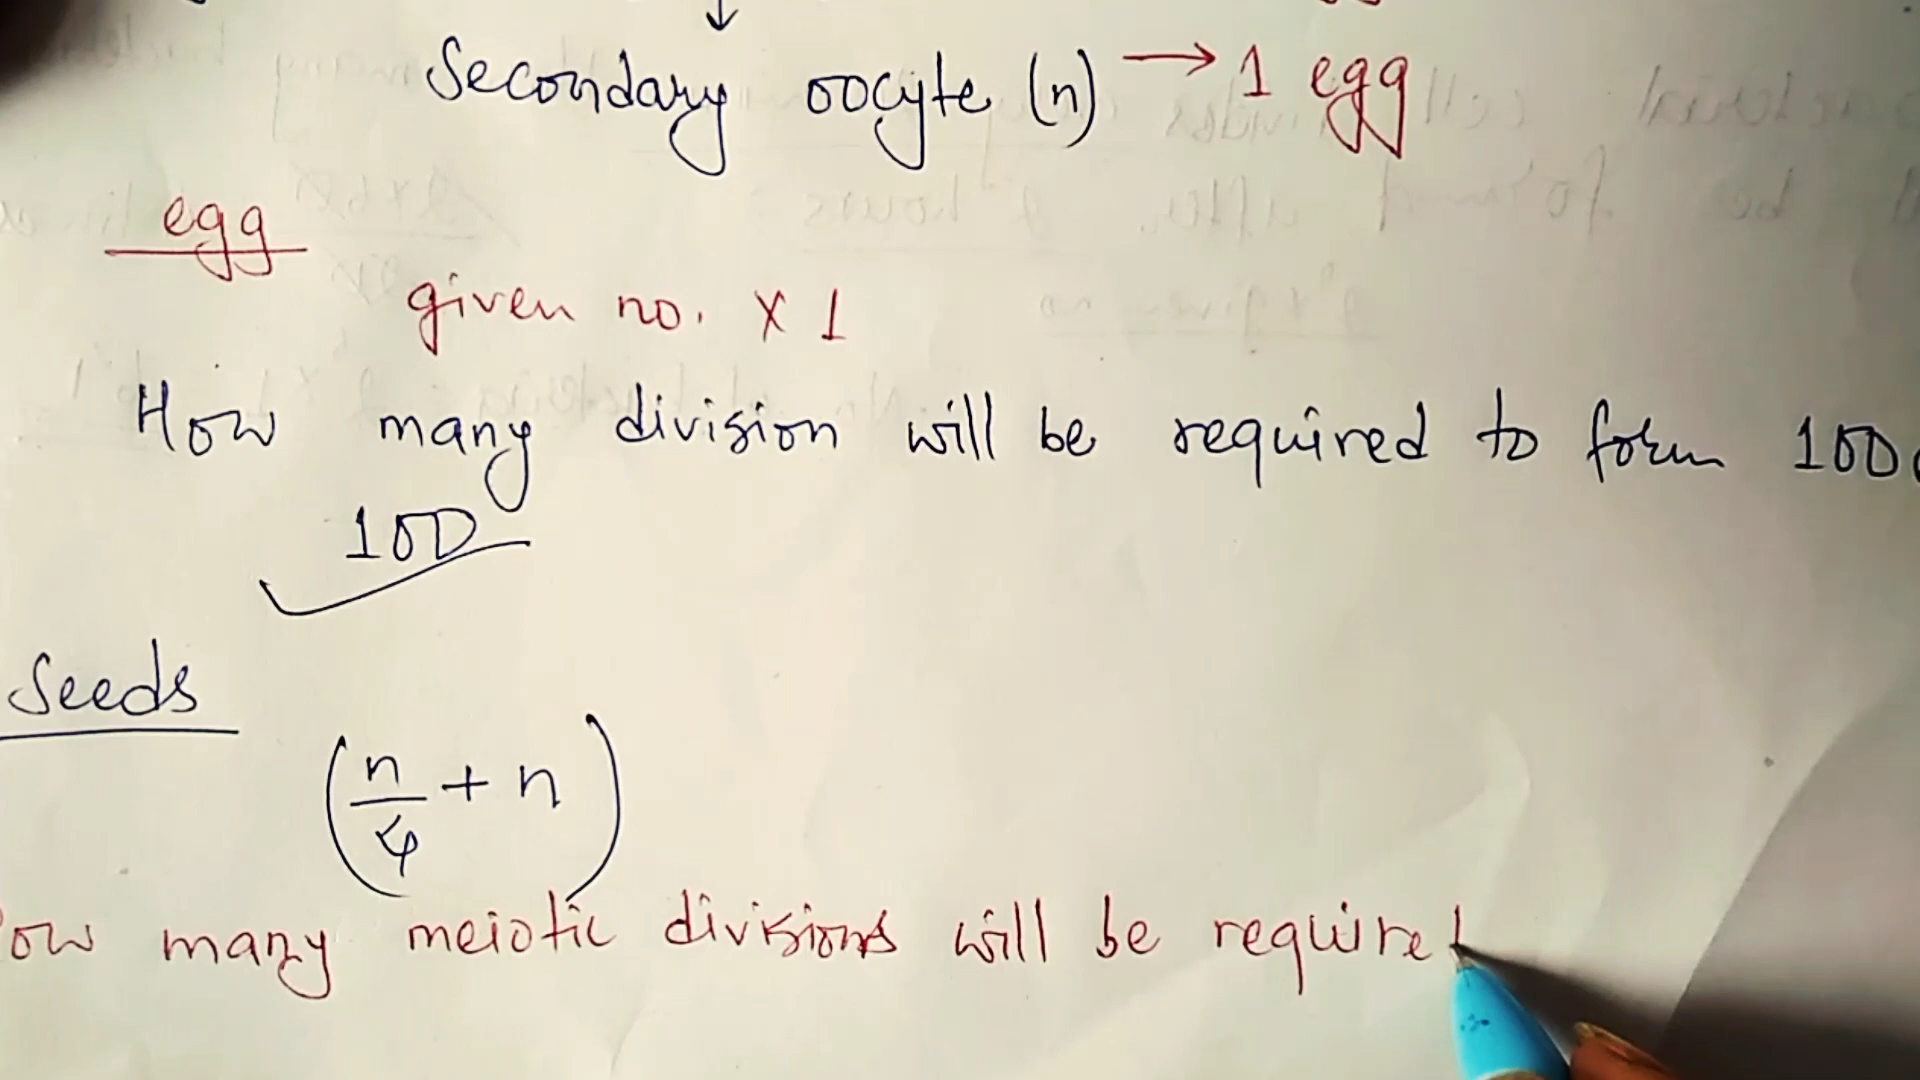 ↓
Secondary oocyte (n) → 1 egg
egg
given no. × 1
How many division will be required to form 100
100
Seeds
(n/4 + n)
How many meiotic divisions will be require